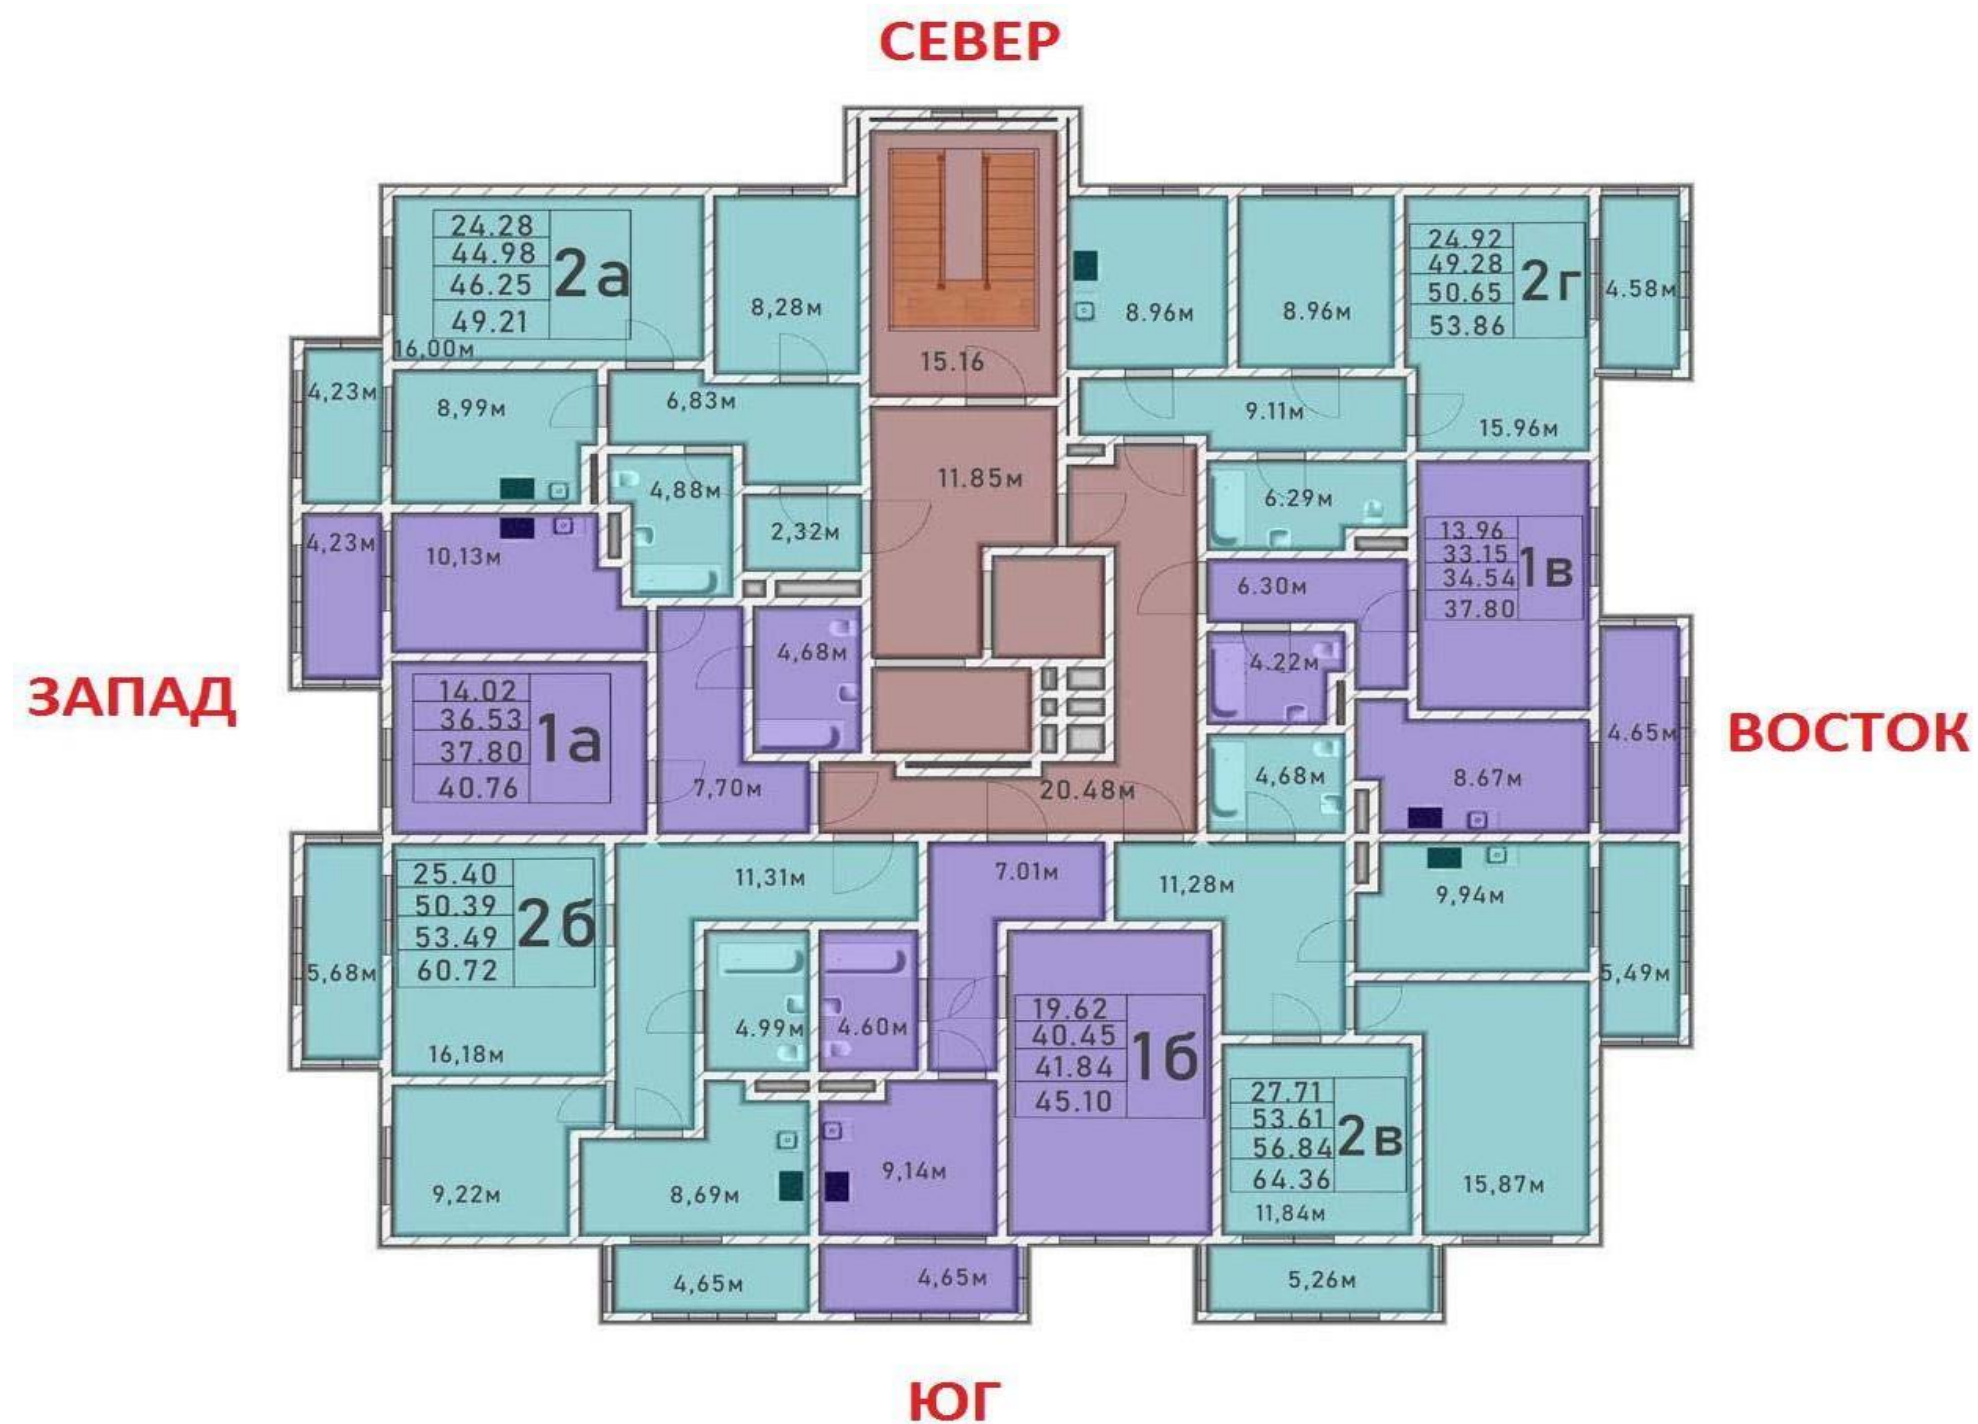 СЕВЕР
24.28
44.98
46.25
49.21
2а
16,00м
8,28м
15.16
8.96м
8.96м
24.92
49.28
50.65
53.86
2г
4.58м
15.96м
4,23м
8,99м
6,83м
9.11м
4,88м
11.85м
6.29м
2,32м
4,23м
10,13м
13.96
33.15
34.54
37.80
1в
6.30м
4,68м
4.22м
ЗАПАД
14.02
36.53
37.80
40.76
1а
7,70м
20.48м
4,68м
8.67м
4.65м
ВОСТОК
25.40
50.39
53.49
60.72
2б
11,31м
7.01м
11,28м
9,94м
5,68м
16,18м
4.99м
4.60м
19.62
40.45
41.84
45.10
1б
5,49м
27.71
53.61
56.84
64.36
2в
11,84м
15,87м
9,22м
8,69м
9,14м
4,65м
4,65м
5,26м
ЮГ